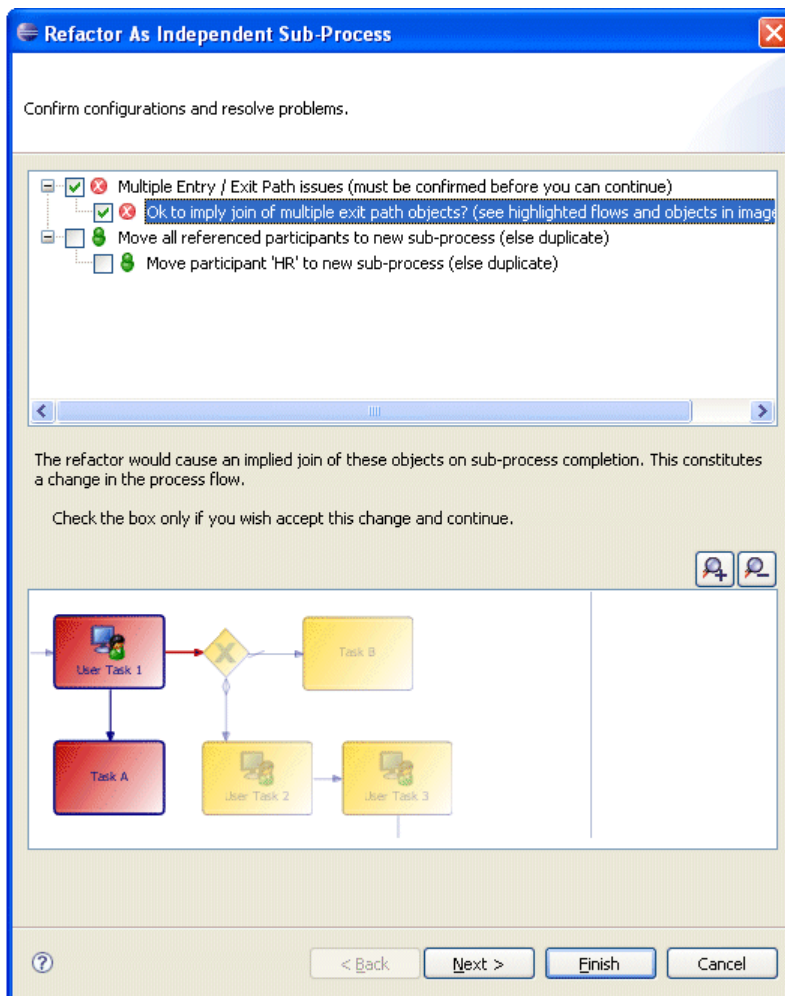 Refactor As Independent Sub-Process
Confirm configurations and resolve problems.
Multiple Entry / Exit Path issues (must be confirmed before you can continue)
Ok to imply join of multiple exit path objects? (see highlighted flows and objects in image
Move all referenced participants to new sub-process (else duplicate)
Move participant 'HR' to new sub-process (else duplicate)
The refactor would cause an implied join of these objects on sub-process completion. This constitutes
a change in the process flow.
Check the box only if you wish accept this change and continue.
User Task 1
Task B
Task A
User Task 2
User Task 3
< Back
Next >
Finish
Cancel